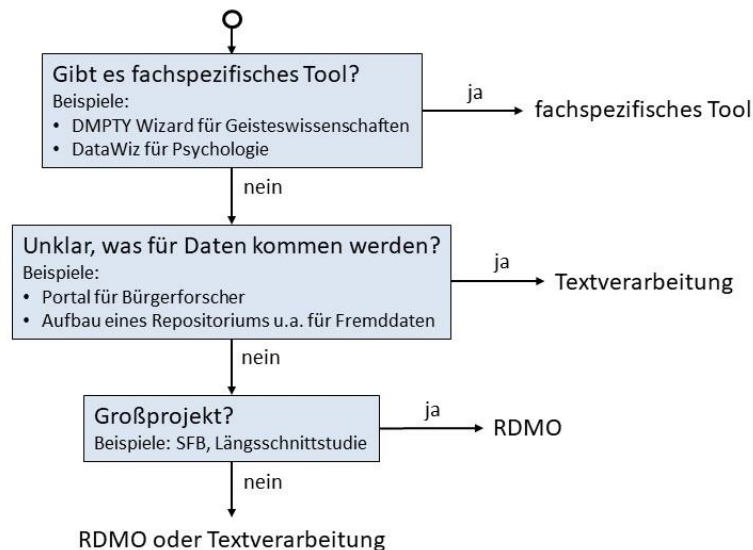 Gibt es fachspezifisches Tool?
Beispiele:
• DMPTY Wizard für Geisteswissenschaften
• DataWiz für Psychologie
ja
fachspezifisches Tool
nein
Unklar, was für Daten kommen werden?
Beispiele:
• Portal für Bürgerforscher
• Aufbau eines Repositoriums u.a. für Fremddaten
ja
Textverarbeitung
nein
Großprojekt?
Beispiele: SFB, Längsschnittstudie
ja
RDMO
nein
RDMO oder Textverarbeitung